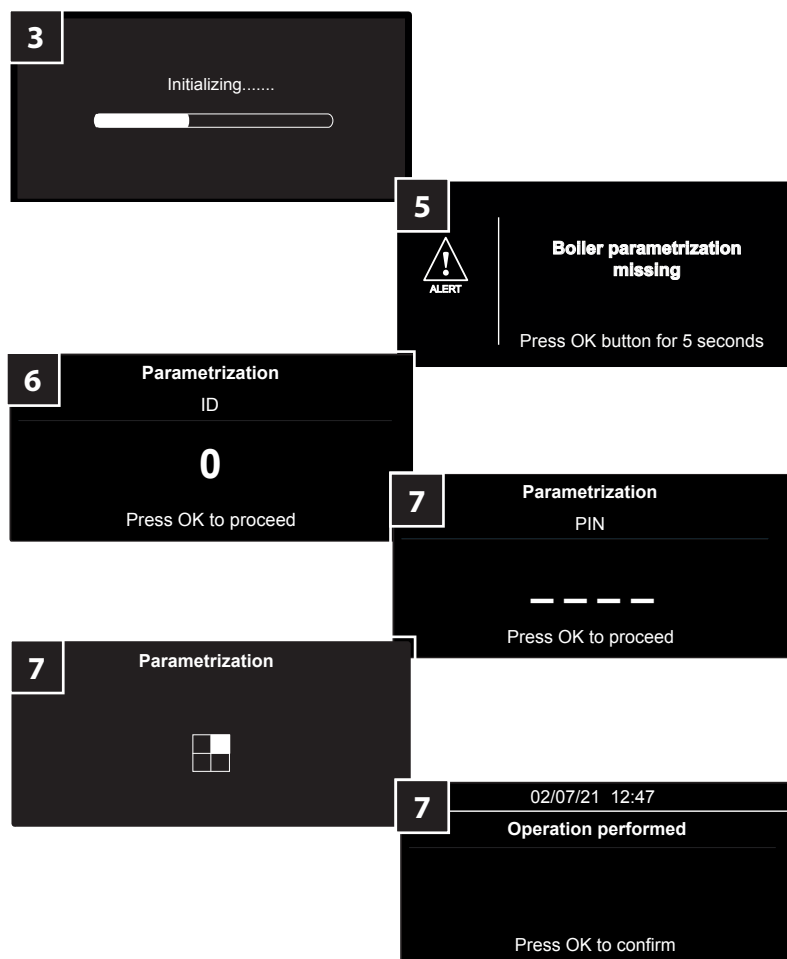 3
Initializing.......
5
ALERT
Boiler parametrization
missing
Press OK button for 5 seconds
6
Parametrization
ID
0
Press OK to proceed
7
Parametrization
PIN
_ _ _ _
Press OK to proceed
7
Parametrization
7
02/07/21 12:47
Operation performed
Press OK to confirm